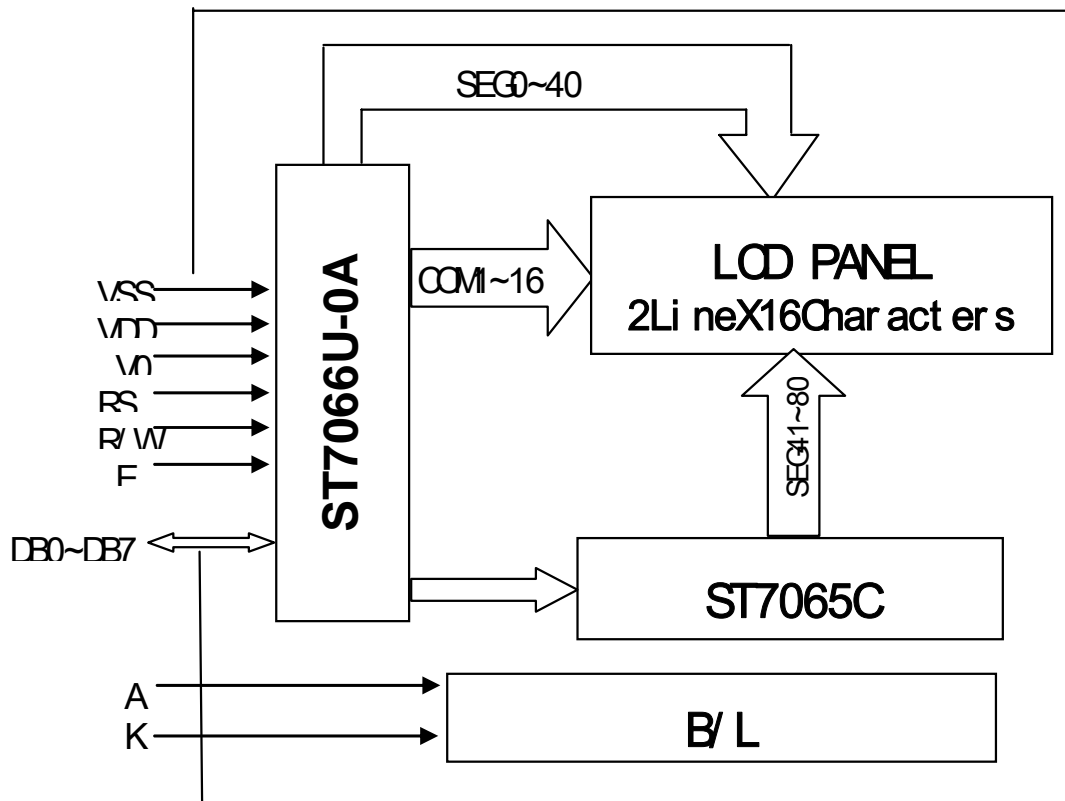 SEG0~40
ST7066U-0A
COM1~16
LCD PANEL
2LineX16Characters
VSS
VDD
V0
RS
R/W
E
SEG41~80
DB0~DB7
ST7065C
A
K
B/L